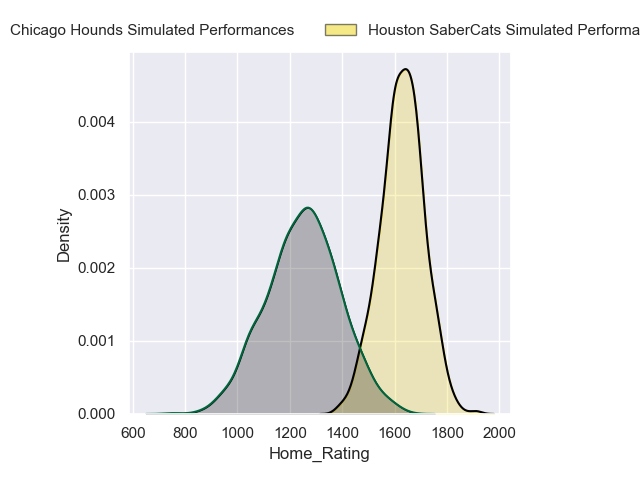 Chicago Hounds Simulated Performances Houston SaberCats Simulated Performa
0.004
0.003
0.002
0.001
0.000
Density
600 800 1000 1200 1400 1600 1800 2000
Home_Rating